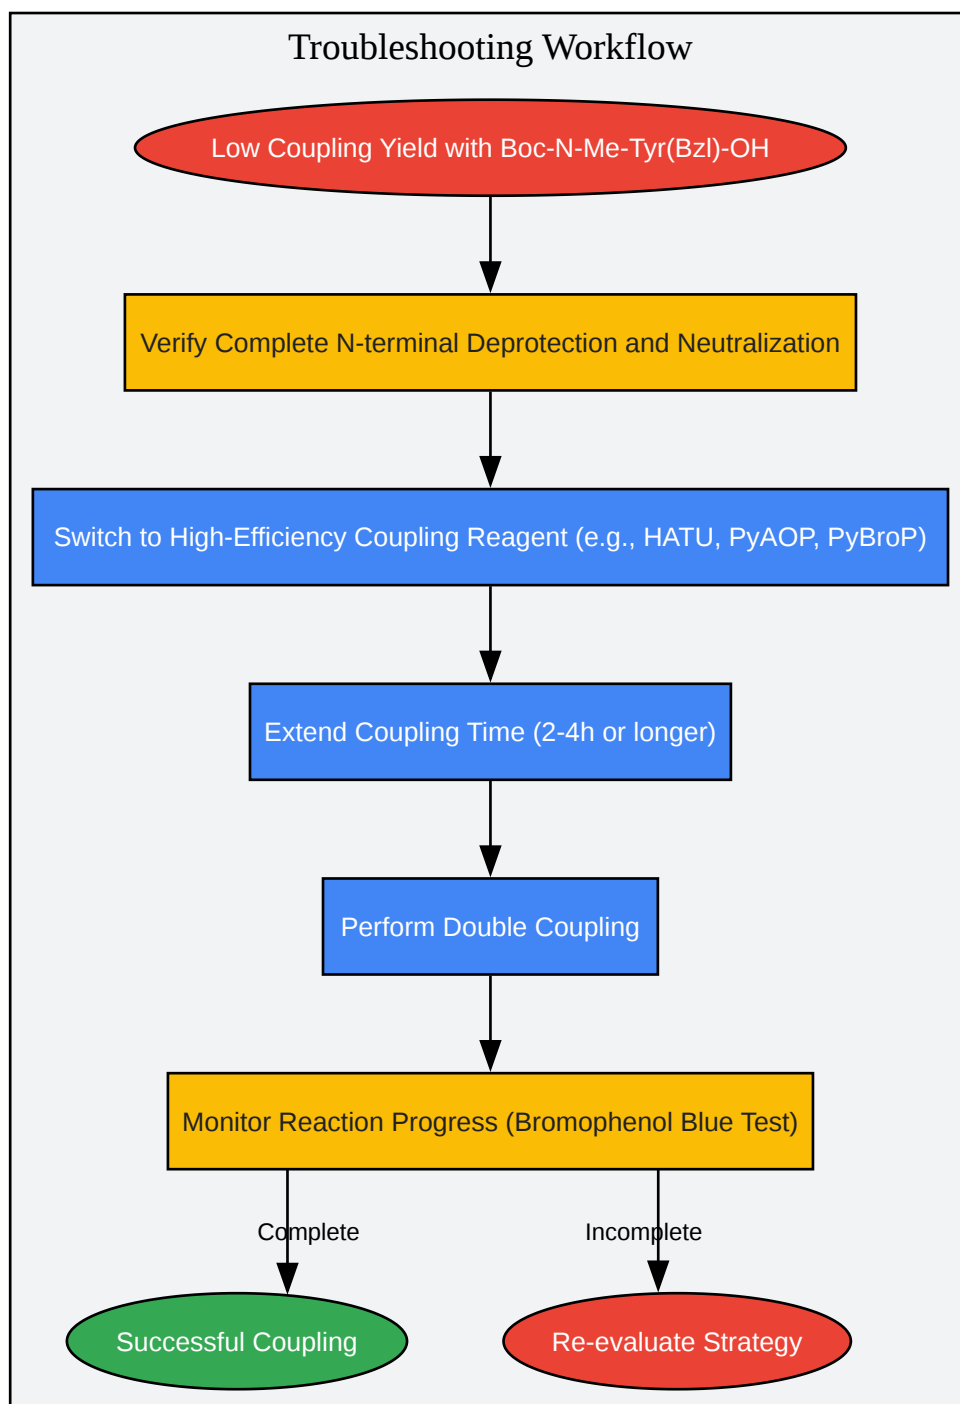 Troubleshooting Workflow
Low Coupling Yield with Boc-N-Me-Tyr(Bzl)-OH
Verify Complete N-terminal Deprotection and Neutralization
Switch to High-Efficiency Coupling Reagent (e.g., HATU, PyAOP, PyBroP)
Extend Coupling Time (2-4h or longer)
Perform Double Coupling
Monitor Reaction Progress (Bromophenol Blue Test)
Complete
Incomplete
Successful Coupling
Re-evaluate Strategy